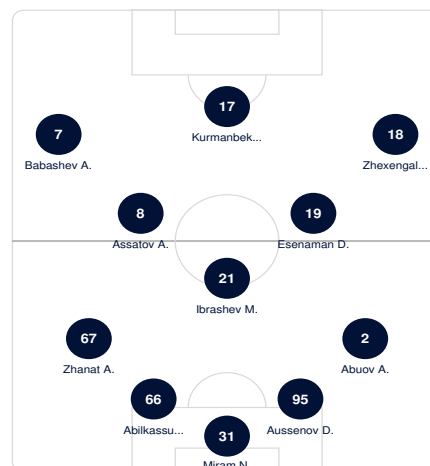 17
Kurmanbek...
7
Babashev A.
18
Zhexengal...
8
Assatov A.
19
Esenaman D.
21
Ibrashev M.
67
Zhanat A.
2
Abuov A.
66
Abilkassu...
95
Aussenov D.
31
Miram N.